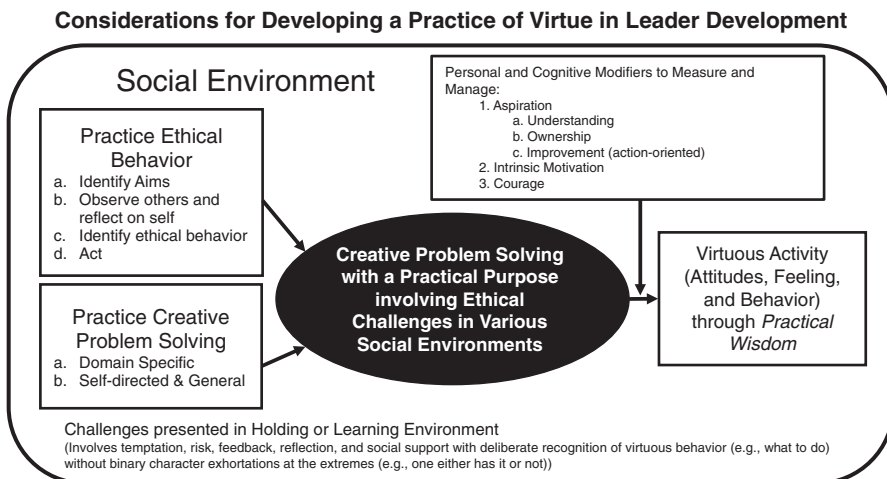 Considerations for Developing a Practice of Virtue in Leader Development
Social Environment
Practice Ethical
Behavior
a. Identify Aims
b. Observe others and
reflect on self
c. Identify ethical behavior
d. Act
Practice Creative
Problem Solving
a. Domain Specific
b. Self-directed & General
Creative Problem Solving
with a Practical Purpose
involving Ethical
Challenges in Various
Social Environments
Personal and Cognitive Modifiers to Measure and
Manage:
1. Aspiration
a. Understanding
b. Ownership
c. Improvement (action-oriented)
2. Intrinsic Motivation
3. Courage
Virtuous Activity
(Attitudes, Feeling,
and Behavior)
through Practical
Wisdom
Challenges presented in Holding or Learning Environment
(Involves temptation, risk, feedback, reflection, and social support with deliberate recognition of virtuous behavior (e.g., what to do)
without binary character exhortations at the extremes (e.g., one either has it or not))